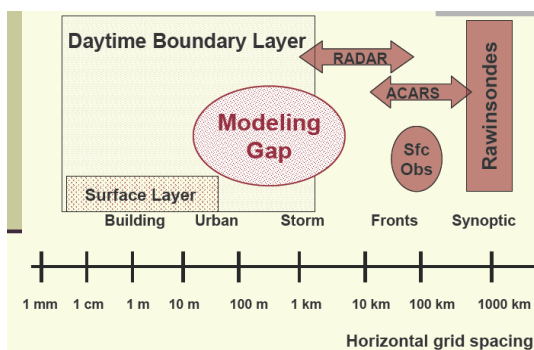 Daytime Boundary Layer
RADAR
ACARS
Rawinsondes
Modeling
Gap
Sfc
Obs
Surface Layer
Building Urban Storm Fronts Synoptic
1 mm 1 cm 1 m 10 m 100 m 1 km 10 km 100 km 1000 km
Horizontal grid spacing